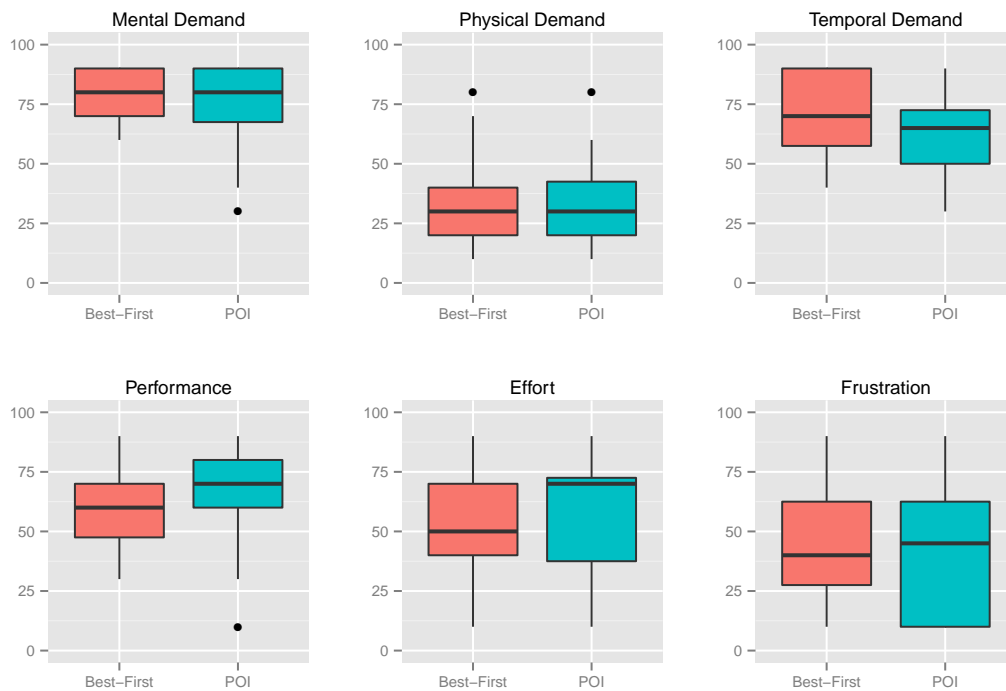 Mental Demand
100
75
50
25
0
Best−First POI
Physical Demand
100
75
50
25
0
Best−First POI
Temporal Demand
100
75
50
25
0
Best−First POI
Performance
100
75
50
25
0
Best−First POI
Effort
100
75
50
25
0
Best−First POI
Frustration
100
75
50
25
0
Best−First POI